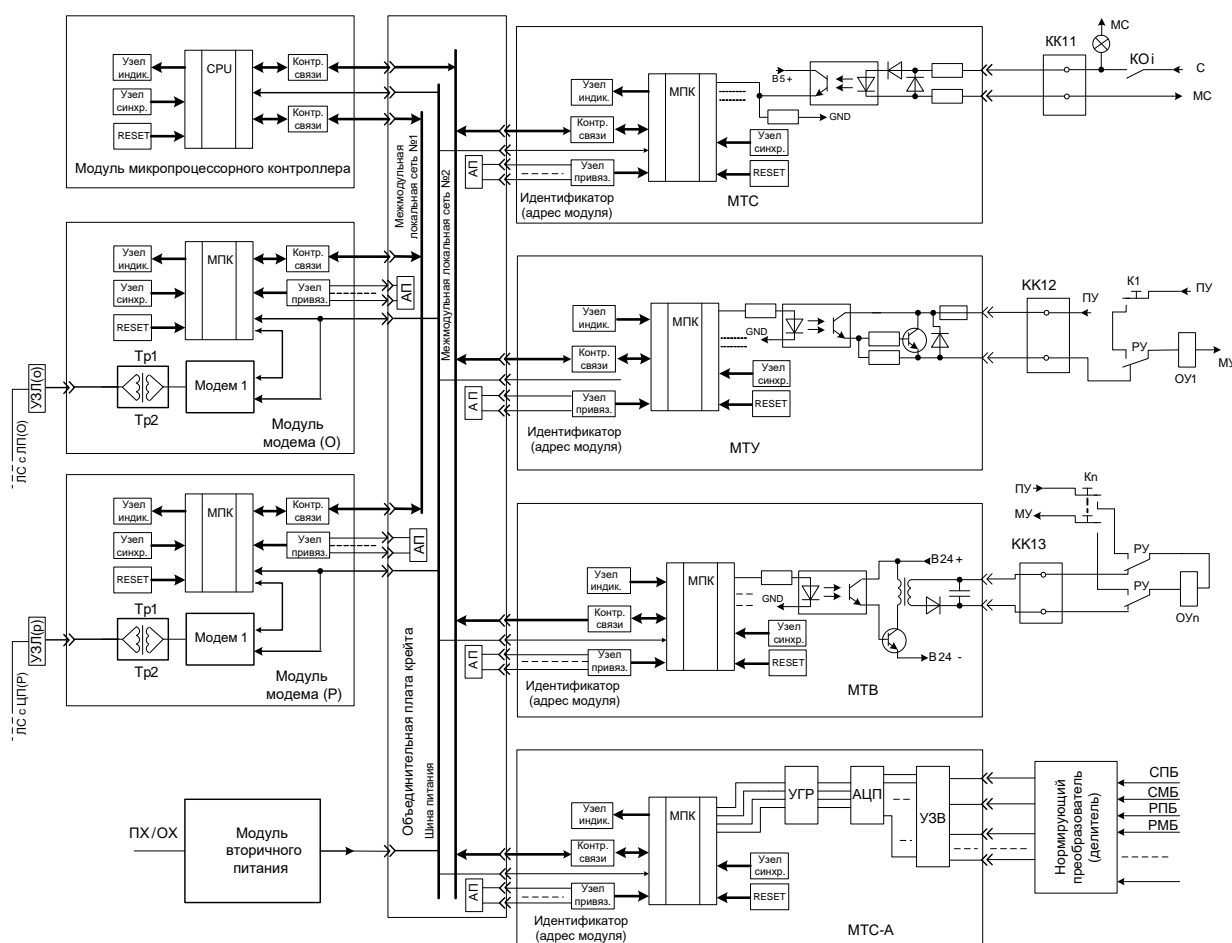 Узел
индик.
CPU
Контр.
связи
Узел
синхр.
Контр.
связи
RESET
Модуль микропроцессорного контроллера
Узел
индик.
МПК
Контр.
связи
Узел
синхр.
Узел
привяз.
АП
RESET
Тр1
Модем 1
Тр2
Модуль
модема (О)
УЗЛ(о)
ЛС с ЛП(О)
Узел
индик.
МПК
Контр.
связи
Узел
синхр.
Узел
привяз.
АП
RESET
Тр1
Модем 1
Тр2
Модуль
модема (Р)
УЗЛ(р)
ЛС с ЦП(Р)
ПХ/ОХ
Модуль
вторичного
питания
Межмодульная
локальная сеть №1
Межмодульная локальная сеть №2
Объединительная плата крейта
Шина питания
Узел
индик.
МПК
В5+
GND
Контр.
связи
Узел
синхр.
АП
Узел
привяз.
RESET
Идентификатор
(адрес модуля)
МТС
КК11
МС
КОi
С
МС
Узел
индик.
МПК
GND
Контр.
связи
Узел
синхр.
АП
Узел
привяз.
RESET
Идентификатор
(адрес модуля)
МТУ
КК12
ПУ
К1
ПУ
РУ
ОУ1
МУ
Узел
индик.
МПК
GND
В24+
Контр.
связи
Узел
синхр.
АП
Узел
привяз.
RESET
В24 -
Идентификатор
(адрес модуля)
МТВ
КК13
Кn
ПУ
МУ
РУ
РУ
ОУn
Узел
индик.
МПК
УГР
АЦП
УЗВ
Контр.
связи
Узел
синхр.
АП
Узел
привяз.
RESET
Идентификатор
(адрес модуля)
МТС-А
Нормирующий
преобразователь
(делитель)
СПБ
СМБ
РПБ
РМБ